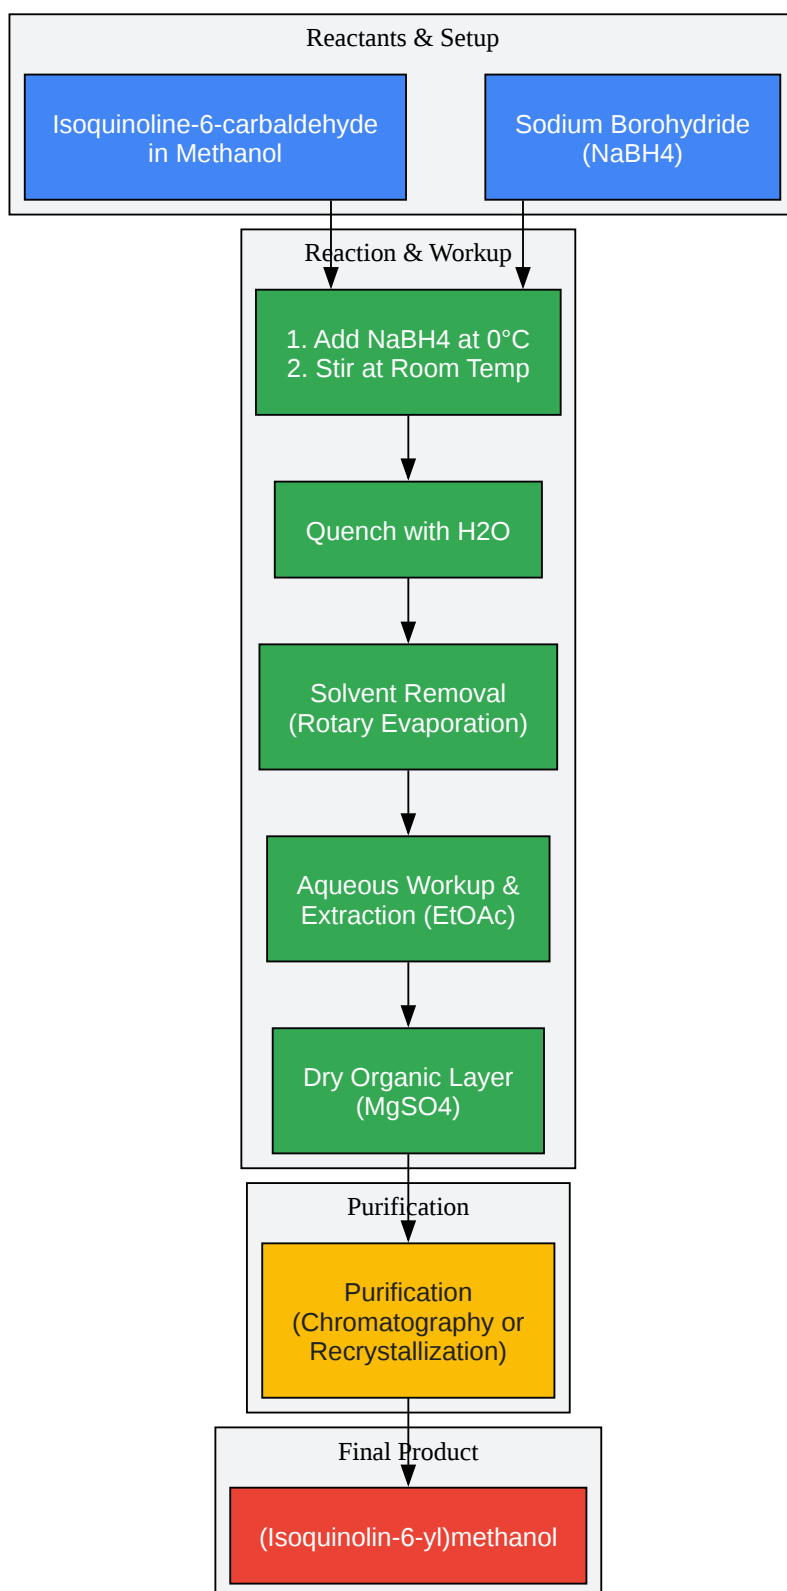 Reactants & Setup
Isoquinoline-6-carbaldehyde
in Methanol
Sodium Borohydride
(NaBH4)
Reaction & Workup
1. Add NaBH4 at 0°C
2. Stir at Room Temp
Quench with H2O
Solvent Removal
(Rotary Evaporation)
Aqueous Workup &
Extraction (EtOAc)
Dry Organic Layer
(MgSO4)
Purification
Purification
(Chromatography or
Recrystallization)
Final Product
(Isoquinolin-6-yl)methanol